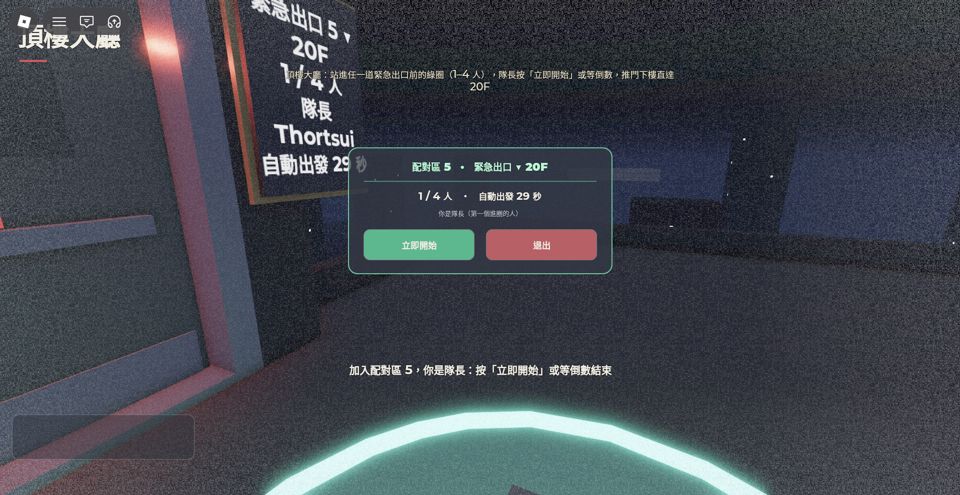 頂樓大廳
緊急出口 5 ▼
20F
1 / 4 人
隊長
Thortsui
自動出發 29 秒
頂樓大廳：站進任一道緊急出口前的綠圈（1–4 人），隊長按「立即開始」或等倒數，推門下樓直達
20F
配對區 5 • 緊急出口 ▼ 20F
1 / 4 人 · 自動出發 29 秒
你是隊長（第一個進圈的人）
立即開始
退出
加入配對區 5，你是隊長：按「立即開始」或等倒數結束